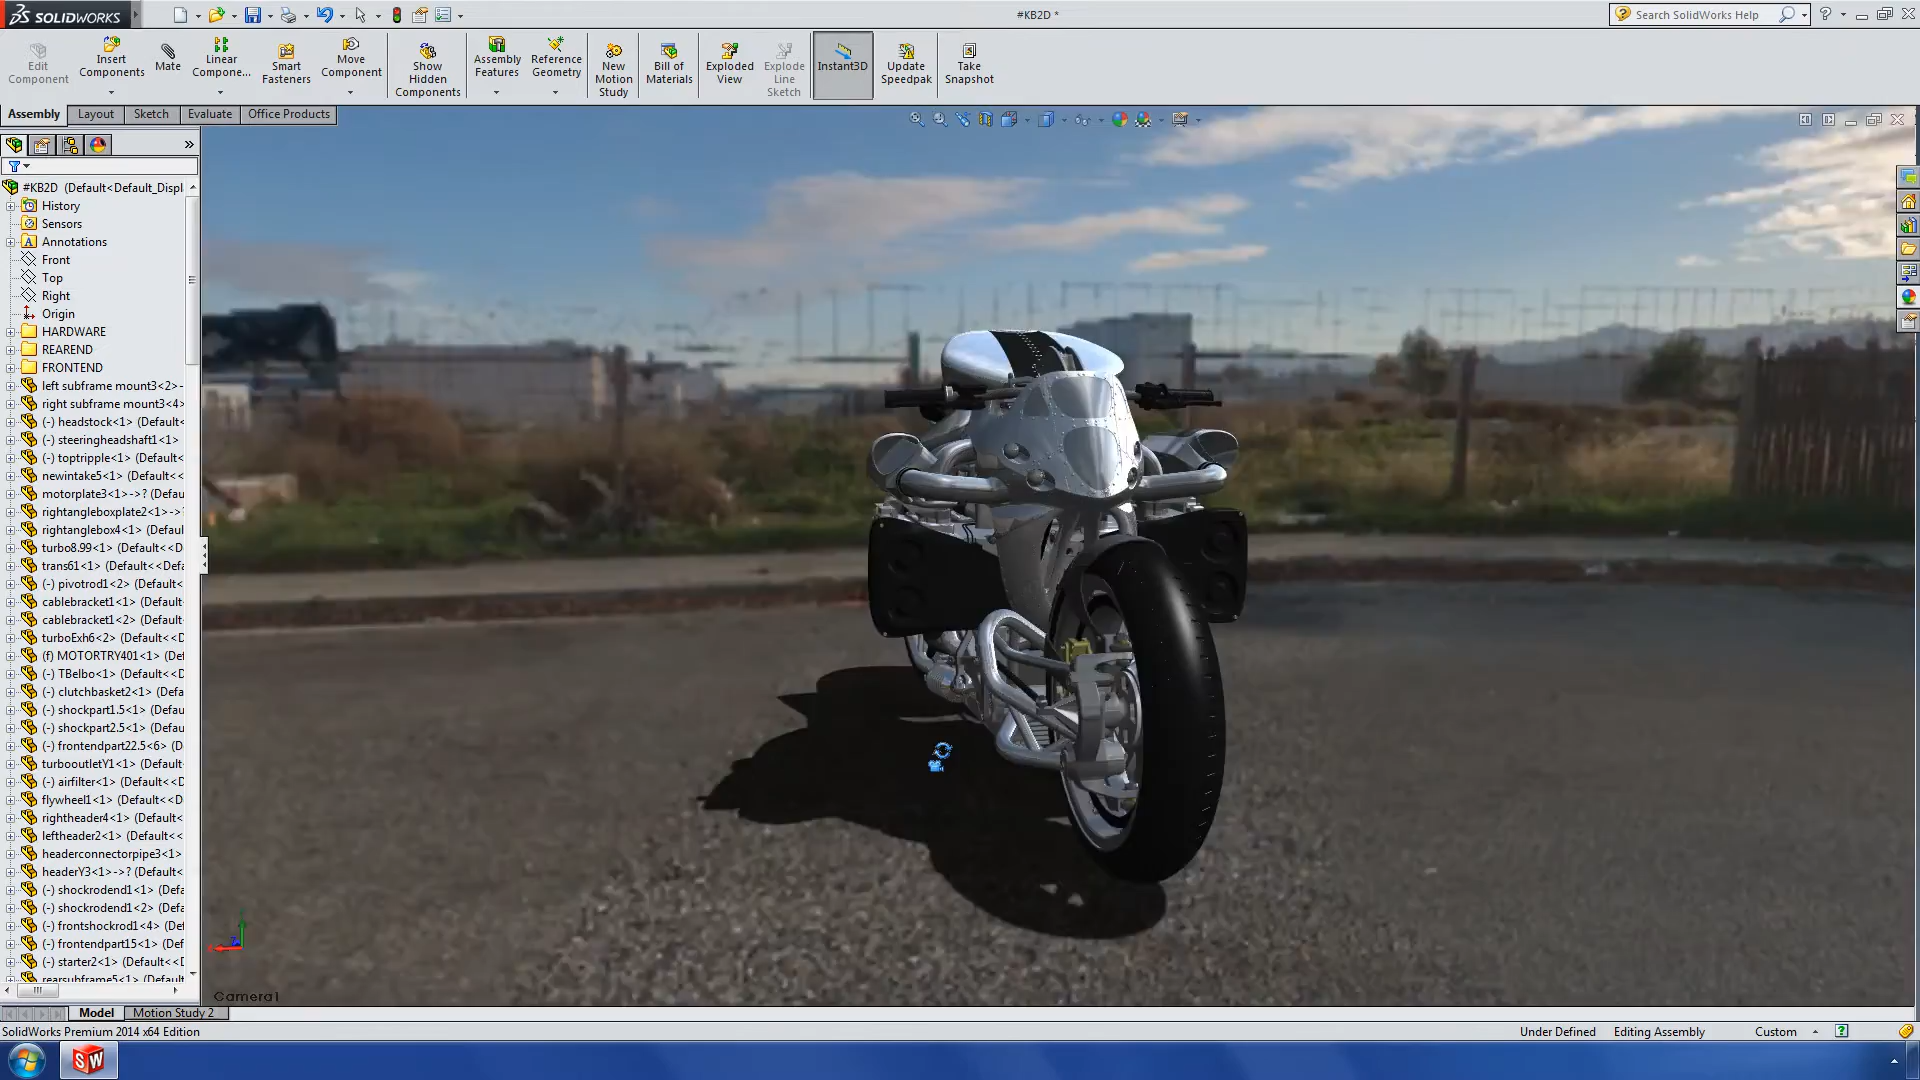 SOLIDWORKS
#KB2D *
Search SolidWorks Help
Edit Component
Insert Components
Mate
Linear Compone...
Smart Fasteners
Move Component
Show Hidden Components
Assembly Features
Reference Geometry
New Motion Study
Bill of Materials
Exploded View
Explode Line Sketch
Instant3D
Update Speedpak
Take Snapshot
Assembly
Layout
Sketch
Evaluate
Office Products
#KB2D (Default<Default_Displ
History
Sensors
Annotations
Front
Top
Right
Origin
HARDWARE
REAREND
FRONTEND
left subframe mount3<2>-
right subframe mount3<4>
(-) headstock<1> (Default<
(-) steeringheadshaft1<1>
(-) toptripple<1> (Default<
newintake5<1> (Default<<
motorplate3<1>->? (Defau
rightangleboxplate2<1>->?
rightanglebox4<1> (Default
turbo8.99<1> (Default<<D
trans61<1> (Default<<Defa
(-) pivotrod1<2> (Default<
cablebracket1<1> (Default
cablebracket1<2> (Default
turboExh6<2> (Default<<D
(f) MOTORTRY401<1> (Def
(-) TBelbo<1> (Default<<D
(-) clutchbasket2<1> (Defa
(-) shockpart1.5<1> (Defau
(-) shockpart2.5<1> (Defau
(-) frontendpart22.5<6> (D
turbooutletY1<1> (Default
(-) airfilter<1> (Default<<D
flywheel1<1> (Default<<D
rightheader4<1> (Default<
leftheader2<1> (Default<<
headerconnectorpipe3<1>
headerY3<1>->? (Default<
(-) shockrodend1<1> (Defa
(-) shockrodend1<2> (Defa
(-) frontshockrod1<4> (Def
(-) frontendpart15<1> (Def
(-) starter2<1> (Default<<D
rearsubframe5<1> (Default
Camera1
Model
Motion Study 2
SolidWorks Premium 2014 x64 Edition
Under Defined
Editing Assembly
Custom
SW